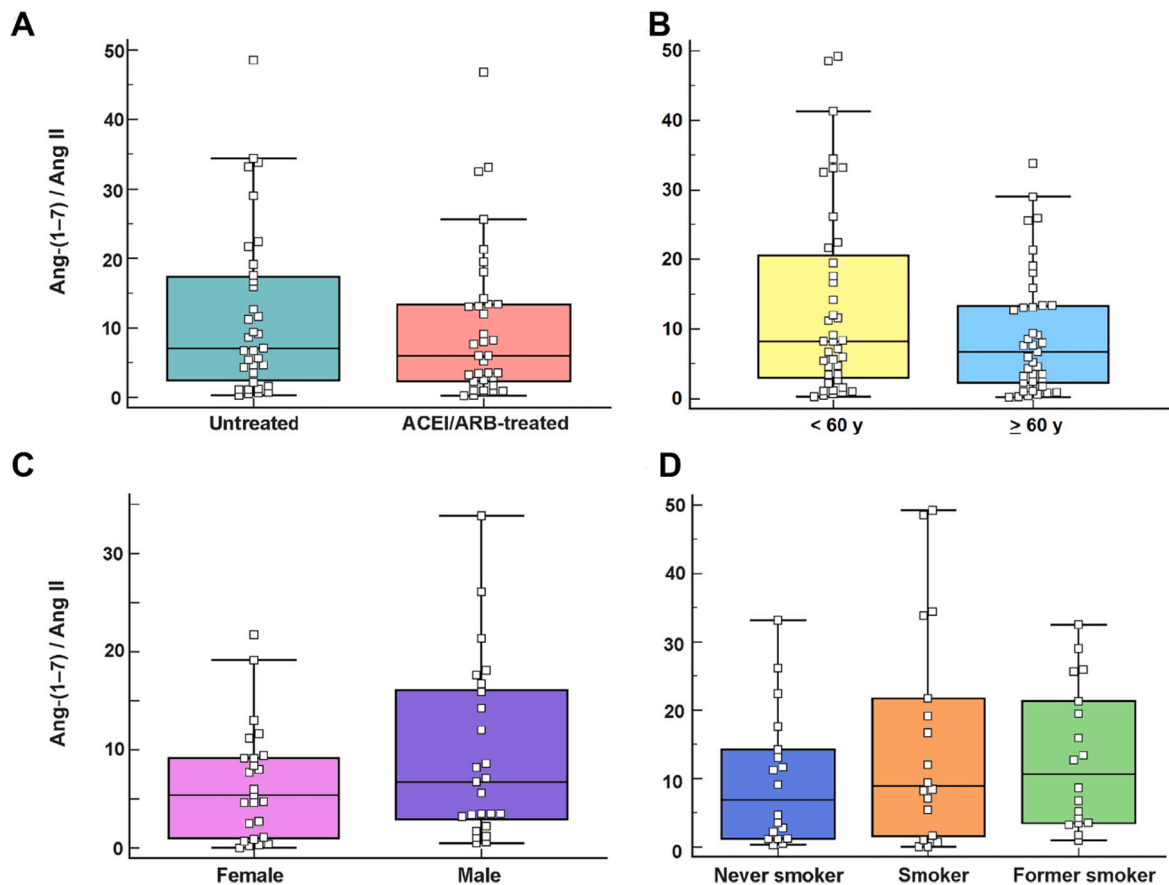 A
50
40
30
20
10
0
Ang-(1–7) / Ang II
Untreated
ACEI/ARB-treated
B
50
40
30
20
10
0
< 60 y
≥ 60 y
C
30
20
10
0
Ang-(1–7) / Ang II
Female
Male
D
50
40
30
20
10
0
Never smoker
Smoker
Former smoker